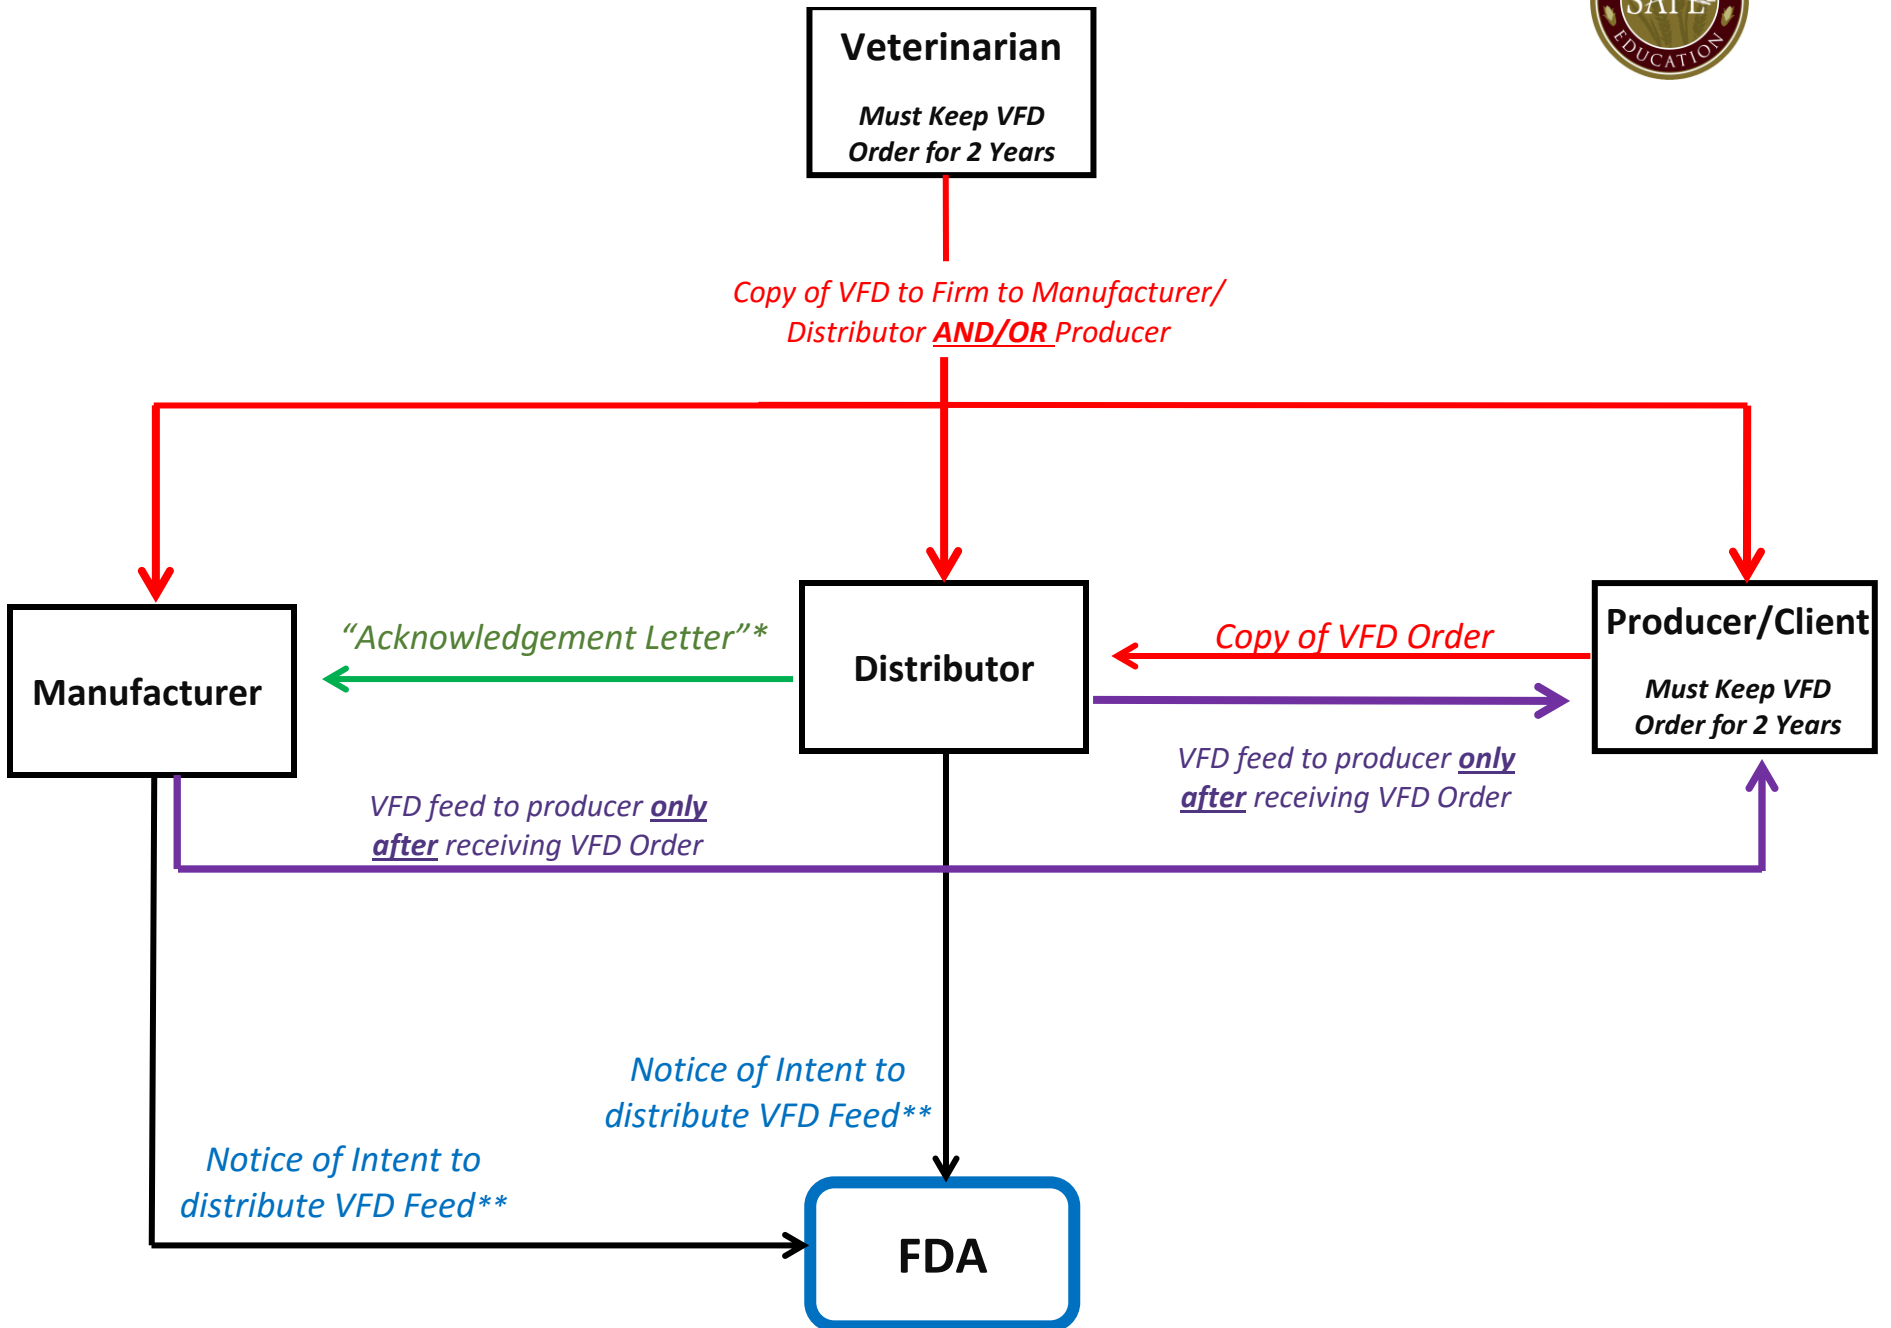 SAFE
EDUCATION
Veterinarian
Must Keep VFD
Order for 2 Years
Copy of VFD to Firm to Manufacturer/
Distributor AND/OR Producer
Manufacturer
“Acknowledgement Letter”*
Distributor
Copy of VFD Order
Producer/Client
Must Keep VFD
Order for 2 Years
VFD feed to producer only
after receiving VFD Order
VFD feed to producer only
after receiving VFD Order
Notice of Intent to
distribute VFD Feed**
Notice of Intent to
distribute VFD Feed**
FDA